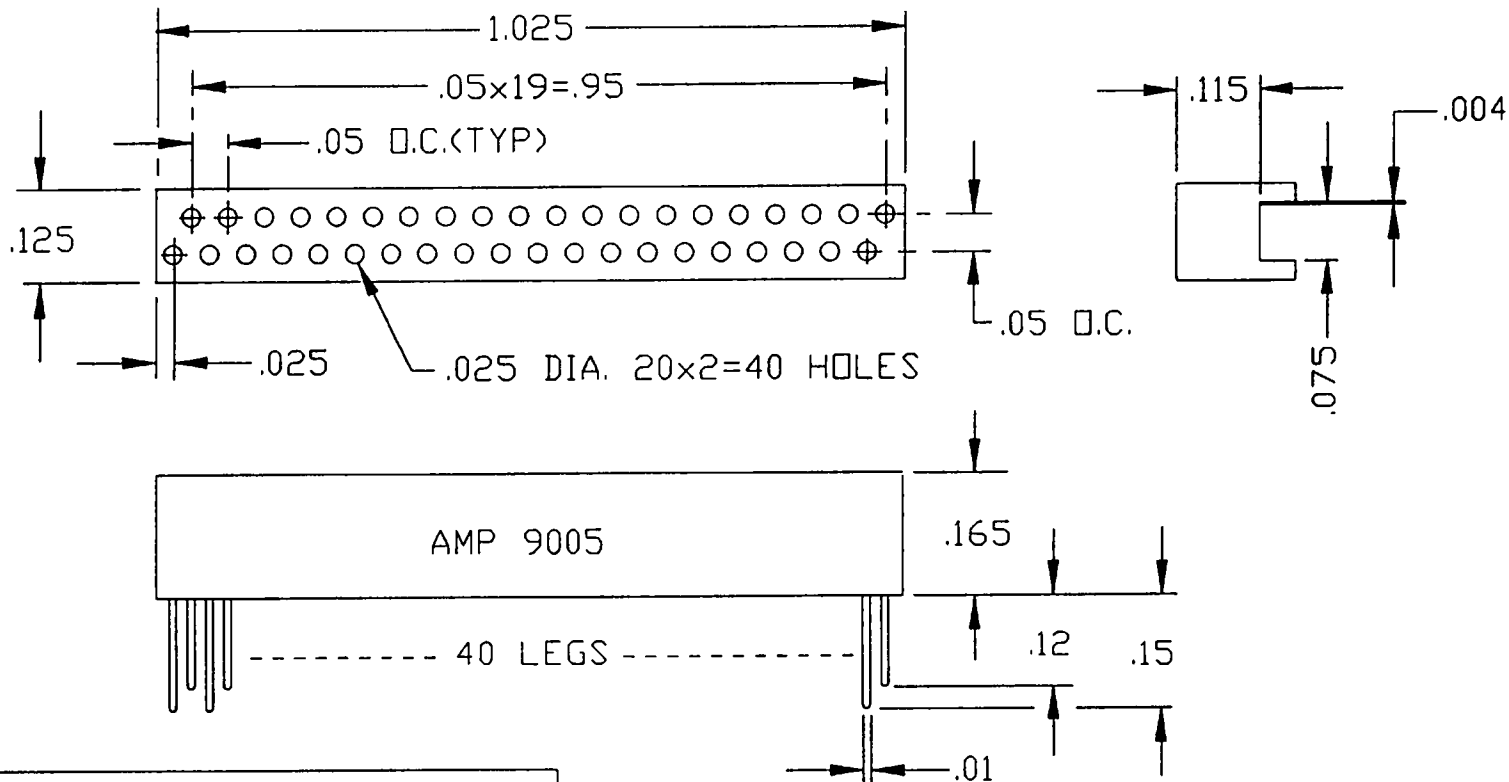 1.025
.05x19=.95
.115
.004
.05 O.C.(TYP)
.125
.05 O.C.
.025
.025 DIA. 20x2=40 HOLES
.075
AMP 9005
.165
40 LEGS
.12
.15
.01